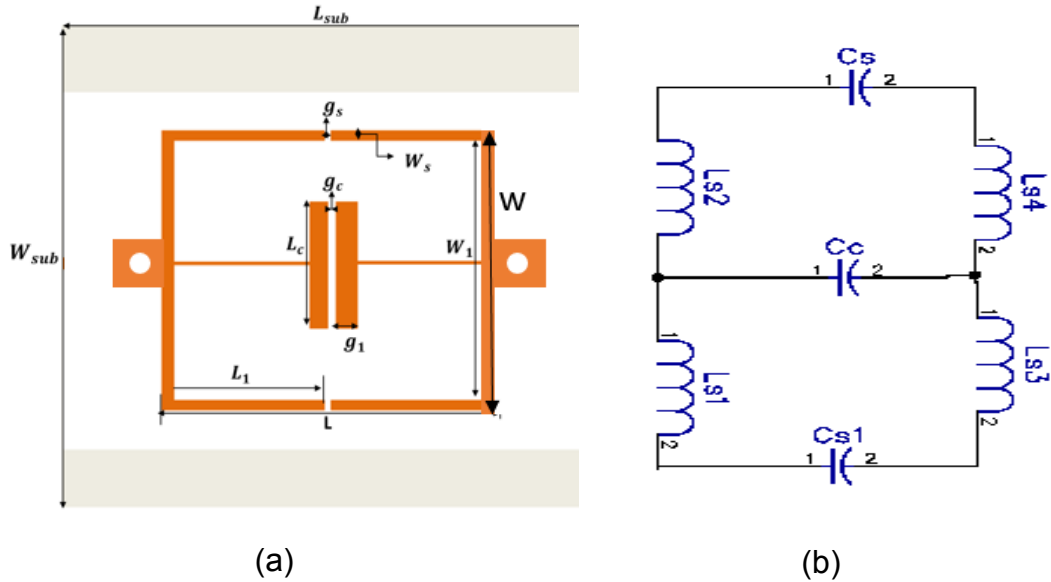 L_sub
g_s
W_s
g_c
W
L_c
W_1
W_sub
g_1
L_1
L
(a)
Cs
1 2
Ls2
1
Ls4
2
Cc
1 2
1
Ls1
2
1
Ls3
2
Cs1
1 2
(b)